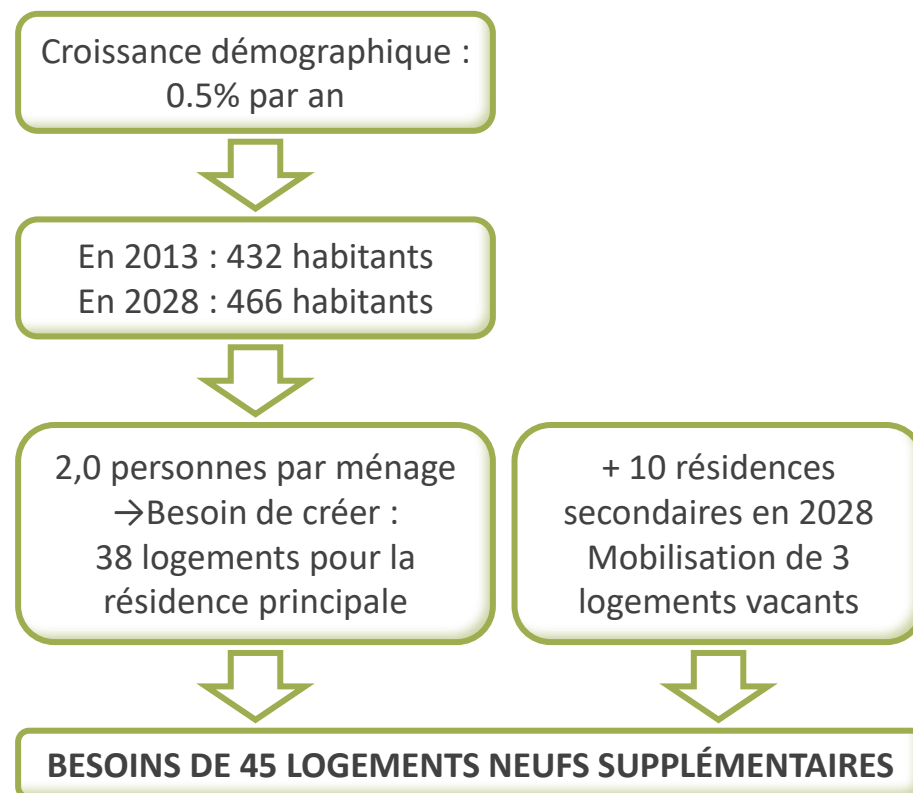 Croissance démographique :
0.5% par an
En 2013 : 432 habitants
En 2028 : 466 habitants
2,0 personnes par ménage
→Besoin de créer :
38 logements pour la
résidence principale
+ 10 résidences
secondaires en 2028
Mobilisation de 3
logements vacants
BESOINS DE 45 LOGEMENTS NEUFS SUPPLÉMENTAIRES